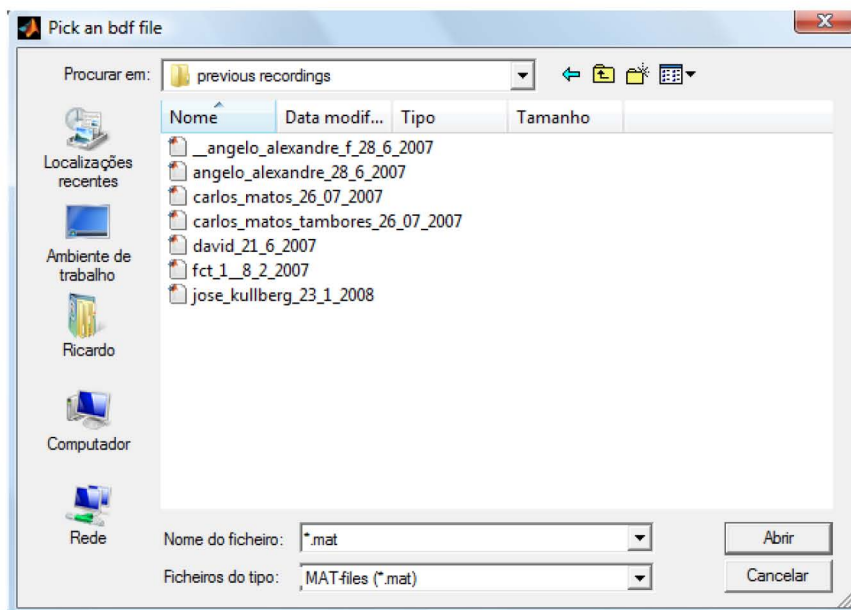 Pick an bdf file
Procurar em: previous recordings
Nome Data modif... Tipo Tamanho
__angelo_alexandre_f_28_6_2007
angelo_alexandre_28_6_2007
carlos_matos_26_07_2007
carlos_matos_tambores_26_07_2007
david_21_6_2007
fct_1__8_2_2007
jose_kullberg_23_1_2008
Localizações
recentes
Ambiente de
trabalho
Ricardo
Computador
Rede
Nome do ficheiro: *.mat Abrir
Ficheiros do tipo: MAT-files (*.mat) Cancelar